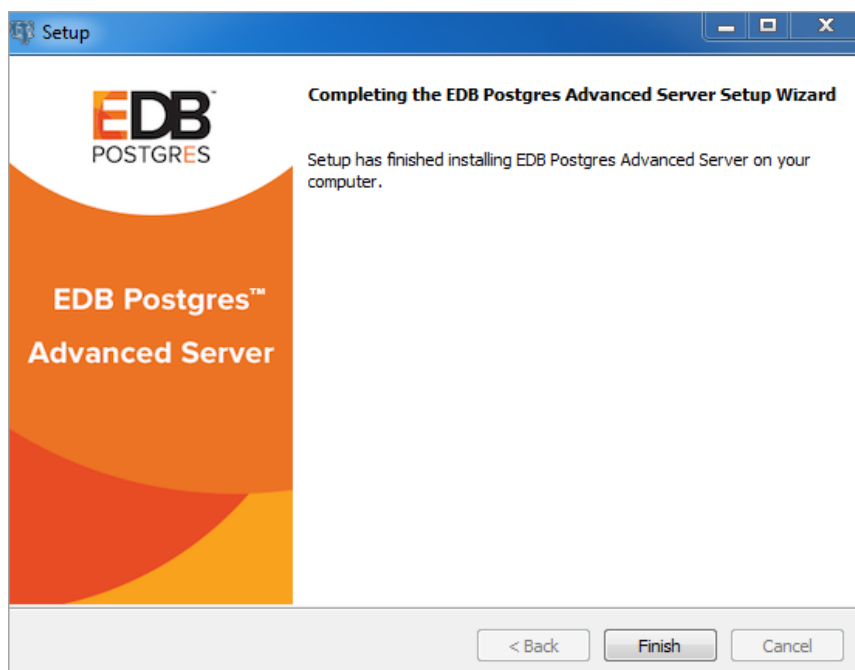 Setup
EDB™
POSTGRES
Completing the EDB Postgres Advanced Server Setup Wizard
Setup has finished installing EDB Postgres Advanced Server on your
computer.
EDB Postgres™
Advanced Server
< Back
Finish
Cancel